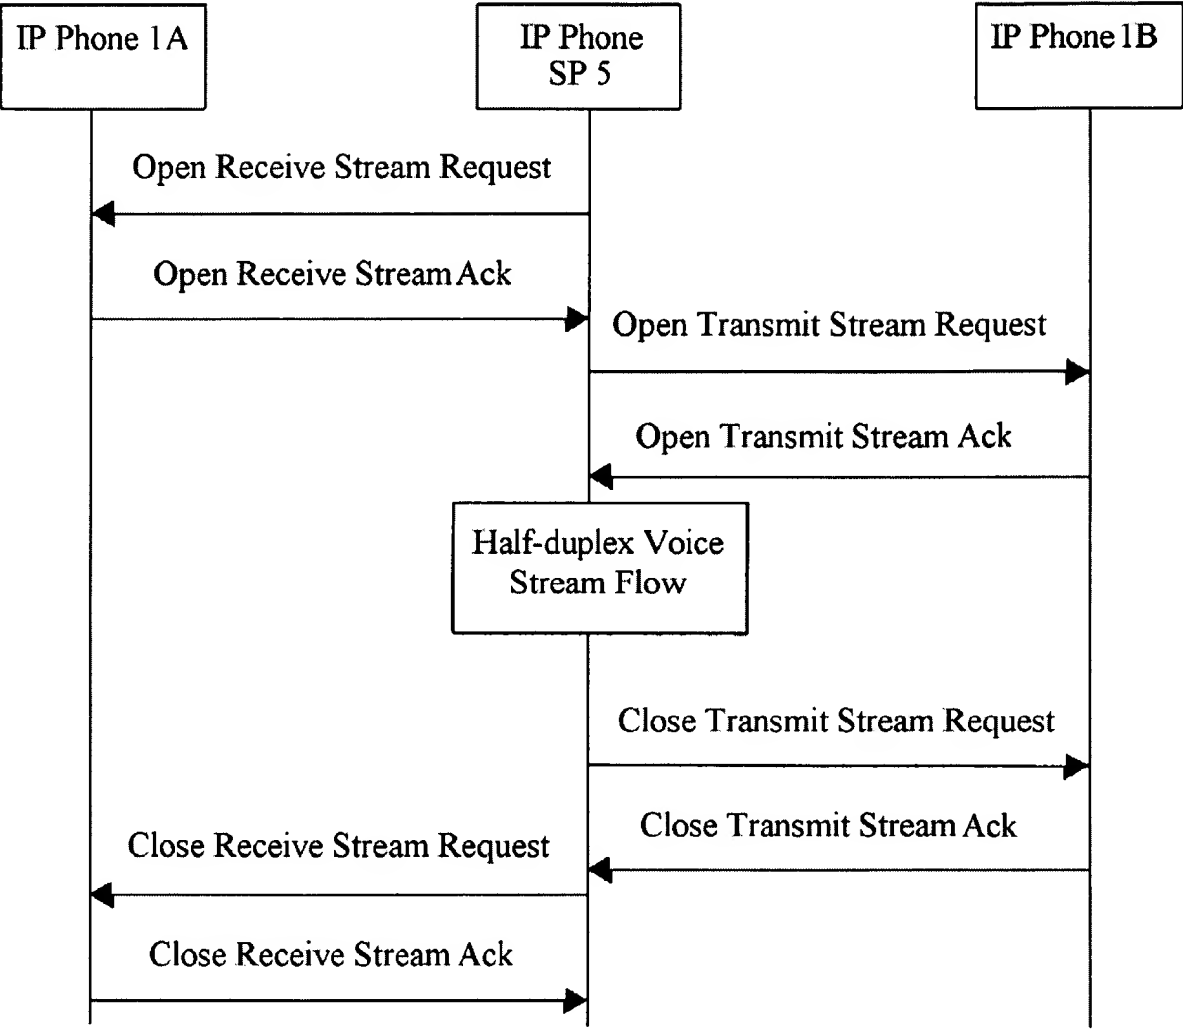 IP Phone 1A
IP Phone
SP 5
IP Phone 1B
Open Receive Stream Request
Open Receive Stream Ack
Open Transmit Stream Request
Open Transmit Stream Ack
Half-duplex Voice
Stream Flow
Close Transmit Stream Request
Close Transmit Stream Ack
Close Receive Stream Request
Close Receive Stream Ack